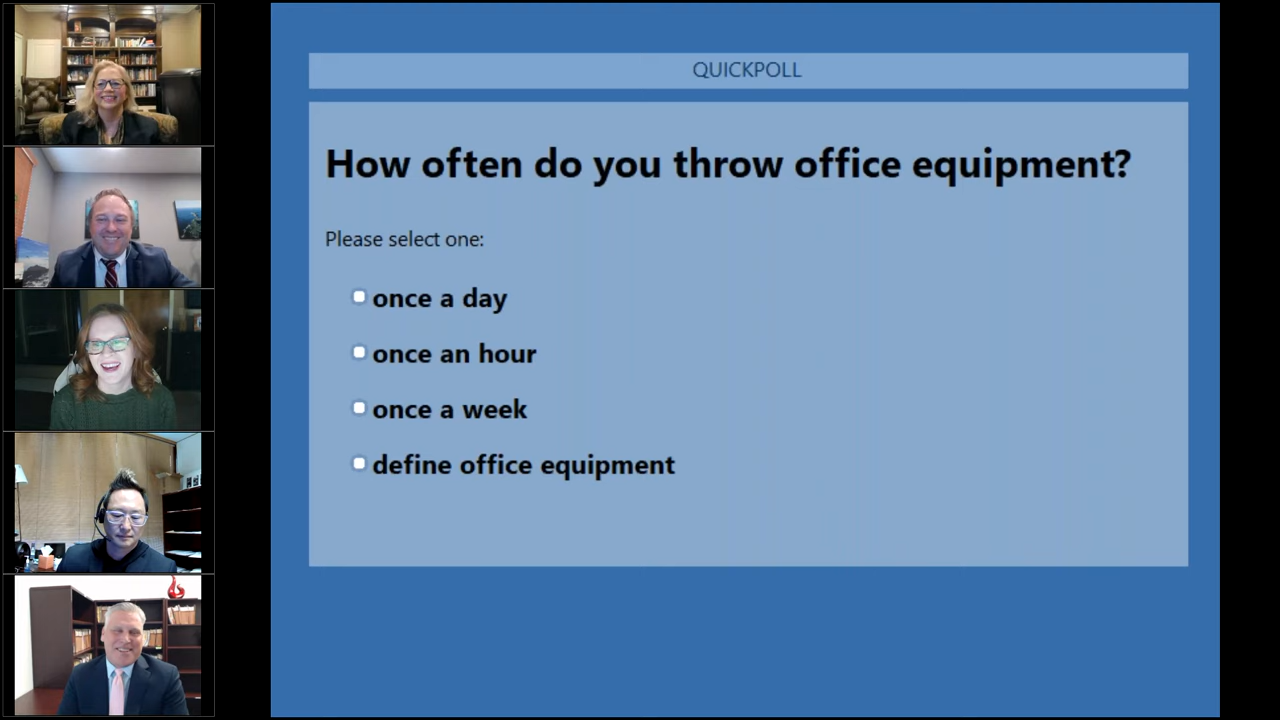 QUICKPOLL
How often do you throw office equipment?
Please select one:
once a day
once an hour
once a week
define office equipment